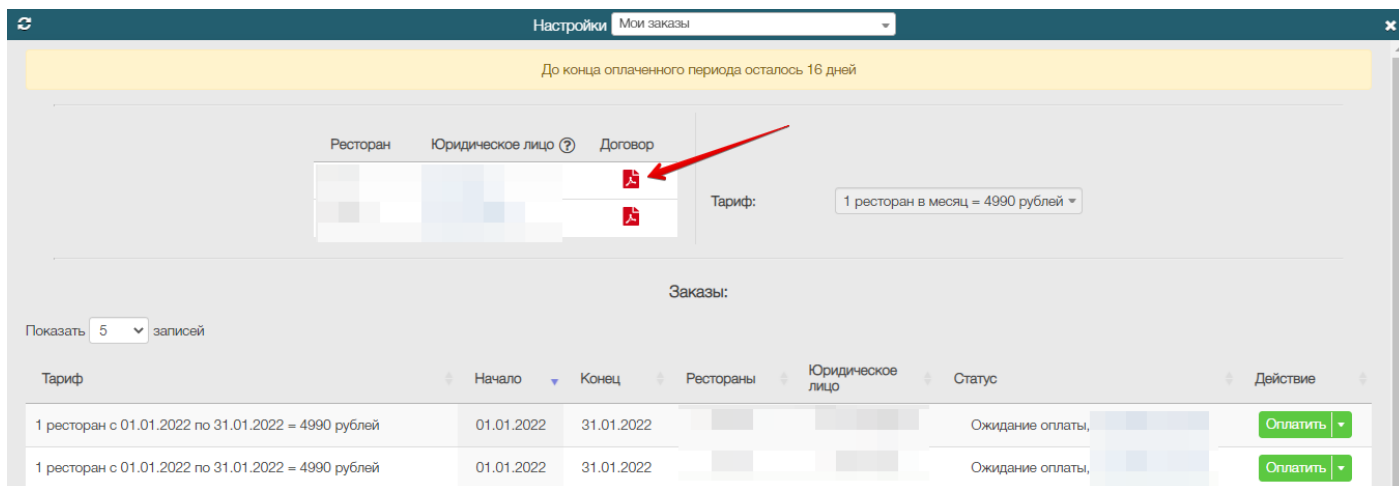 Настройки Мои заказы
До конца оплаченного периода осталось 16 дней
Ресторан Юридическое лицо ? Договор
Тариф: 1 ресторан в месяц = 4990 рублей
Заказы:
Показать 5 записей
Тариф Начало Конец Рестораны Юридическое лицо Статус Действие
1 ресторан с 01.01.2022 по 31.01.2022 = 4990 рублей 01.01.2022 31.01.2022 Ожидание оплаты, Оплатить
1 ресторан с 01.01.2022 по 31.01.2022 = 4990 рублей 01.01.2022 31.01.2022 Ожидание оплаты, Оплатить